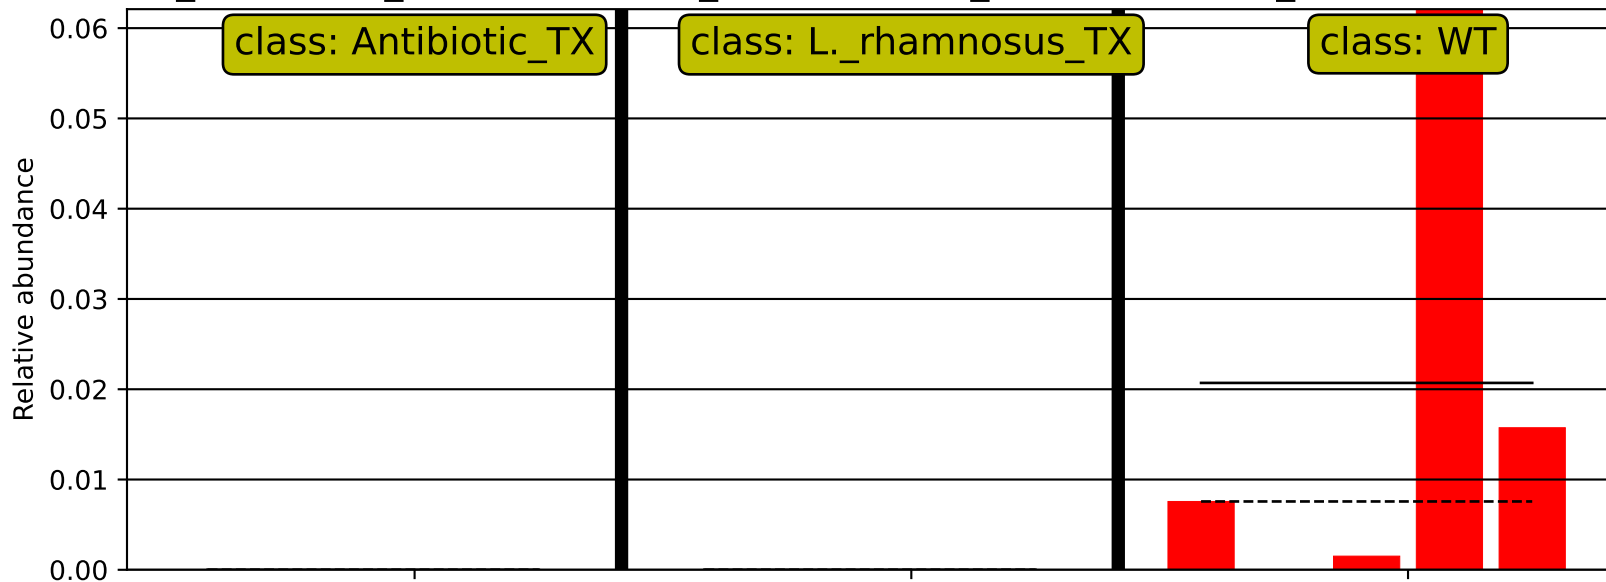 class: Antibiotic_TX
class: L._rhamnosus_TX
class: WT
Relative abundance
0.06
0.05
0.04
0.03
0.02
0.01
0.00